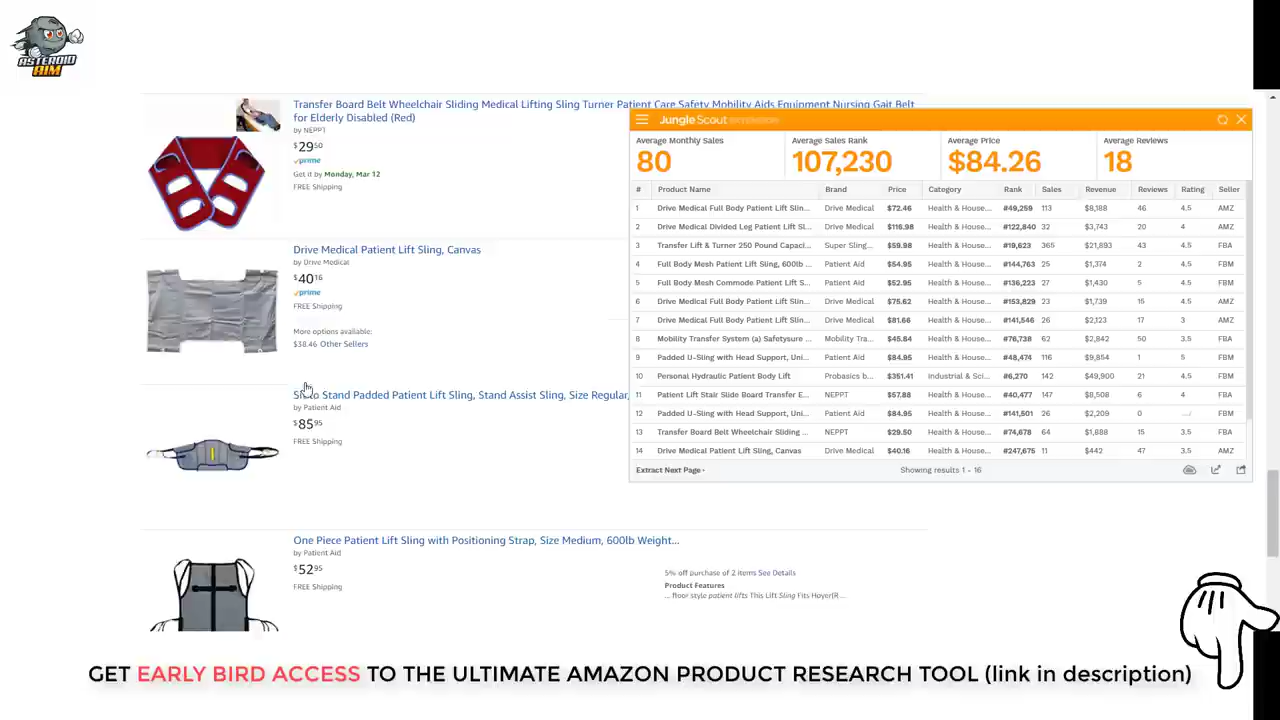 ASTEROID
AIM
Transfer Board Belt Wheelchair Sliding Medical Lifting Sling Turner Patient Care Safety Mobility Aids Equipment Nursing Gait Belt
for Elderly Disabled (Red)
by NEPPT
$29 50
prime
Get it by Monday, Mar 12
FREE Shipping
Drive Medical Patient Lift Sling, Canvas
by Drive Medical
$40 16
prime
FREE Shipping
More options available:
$38.46 Other Sellers
Sit to Stand Padded Patient Lift Sling, Stand Assist Sling, Size Regular,
by Patient Aid
$85 95
FREE Shipping
One Piece Patient Lift Sling with Positioning Strap, Size Medium, 600lb Weight...
by Patient Aid
$52 95
FREE Shipping
5% off purchase of 2 items See Details
Product Features
... floor style patient lifts This Lift Sling Fits Hoyer(R ...
Jungle Scout
Average Monthly Sales Average Sales Rank Average Price Average Reviews
80 107,230 $84.26 18
# Product Name Brand Price Category Rank Sales Revenue Reviews Rating Seller
1 Drive Medical Full Body Patient Lift Slin... Drive Medical $72.46 Health & House... #49,259 113 $8,188 46 4.5 AMZ
2 Drive Medical Divided Leg Patient Lift Sl... Drive Medical $116.98 Health & House... #122,840 32 $3,743 20 4 AMZ
3 Transfer Lift & Turner 250 Pound Capaci... Super Sling... $59.98 Health & House... #19,623 365 $21,893 43 4.5 FBA
4 Full Body Mesh Patient Lift Sling, 600lb ... Patient Aid $54.95 Health & House... #144,763 25 $1,374 2 4.5 FBM
5 Full Body Mesh Commode Patient Lift S... Patient Aid $52.95 Health & House... #136,223 27 $1,430 5 4.5 FBM
6 Drive Medical Full Body Patient Lift Slin... Drive Medical $75.62 Health & House... #153,829 23 $1,739 15 4.5 AMZ
7 Drive Medical Full Body Patient Lift Slin... Drive Medical $81.66 Health & House... #141,546 26 $2,123 17 3 AMZ
8 Mobility Transfer System (a) Safetysure ... Mobility Tra... $45.84 Health & House... #76,738 62 $2,842 50 3.5 FBA
9 Padded U-Sling with Head Support, Uni... Patient Aid $84.95 Health & House... #48,474 116 $9,854 1 5 FBM
10 Personal Hydraulic Patient Body Lift Probasics b... $351.41 Industrial & Sci... #6,270 142 $49,900 21 4.5 FBM
11 Patient Lift Stair Slide Board Transfer E... NEPPT $57.88 Health & House... #40,477 147 $8,508 6 4 FBA
12 Padded U-Sling with Head Support, Uni... Patient Aid $84.95 Health & House... #141,501 26 $2,209 0 FBM
13 Transfer Board Belt Wheelchair Sliding ... NEPPT $29.50 Health & House... #74,678 64 $1,888 15 3.5 FBA
14 Drive Medical Patient Lift Sling, Canvas Drive Medical $40.16 Health & House... #247,675 11 $442 47 3.5 AMZ
Extract Next Page Showing results 1 - 16
GET EARLY BIRD ACCESS TO THE ULTIMATE AMAZON PRODUCT RESEARCH TOOL (link in description)